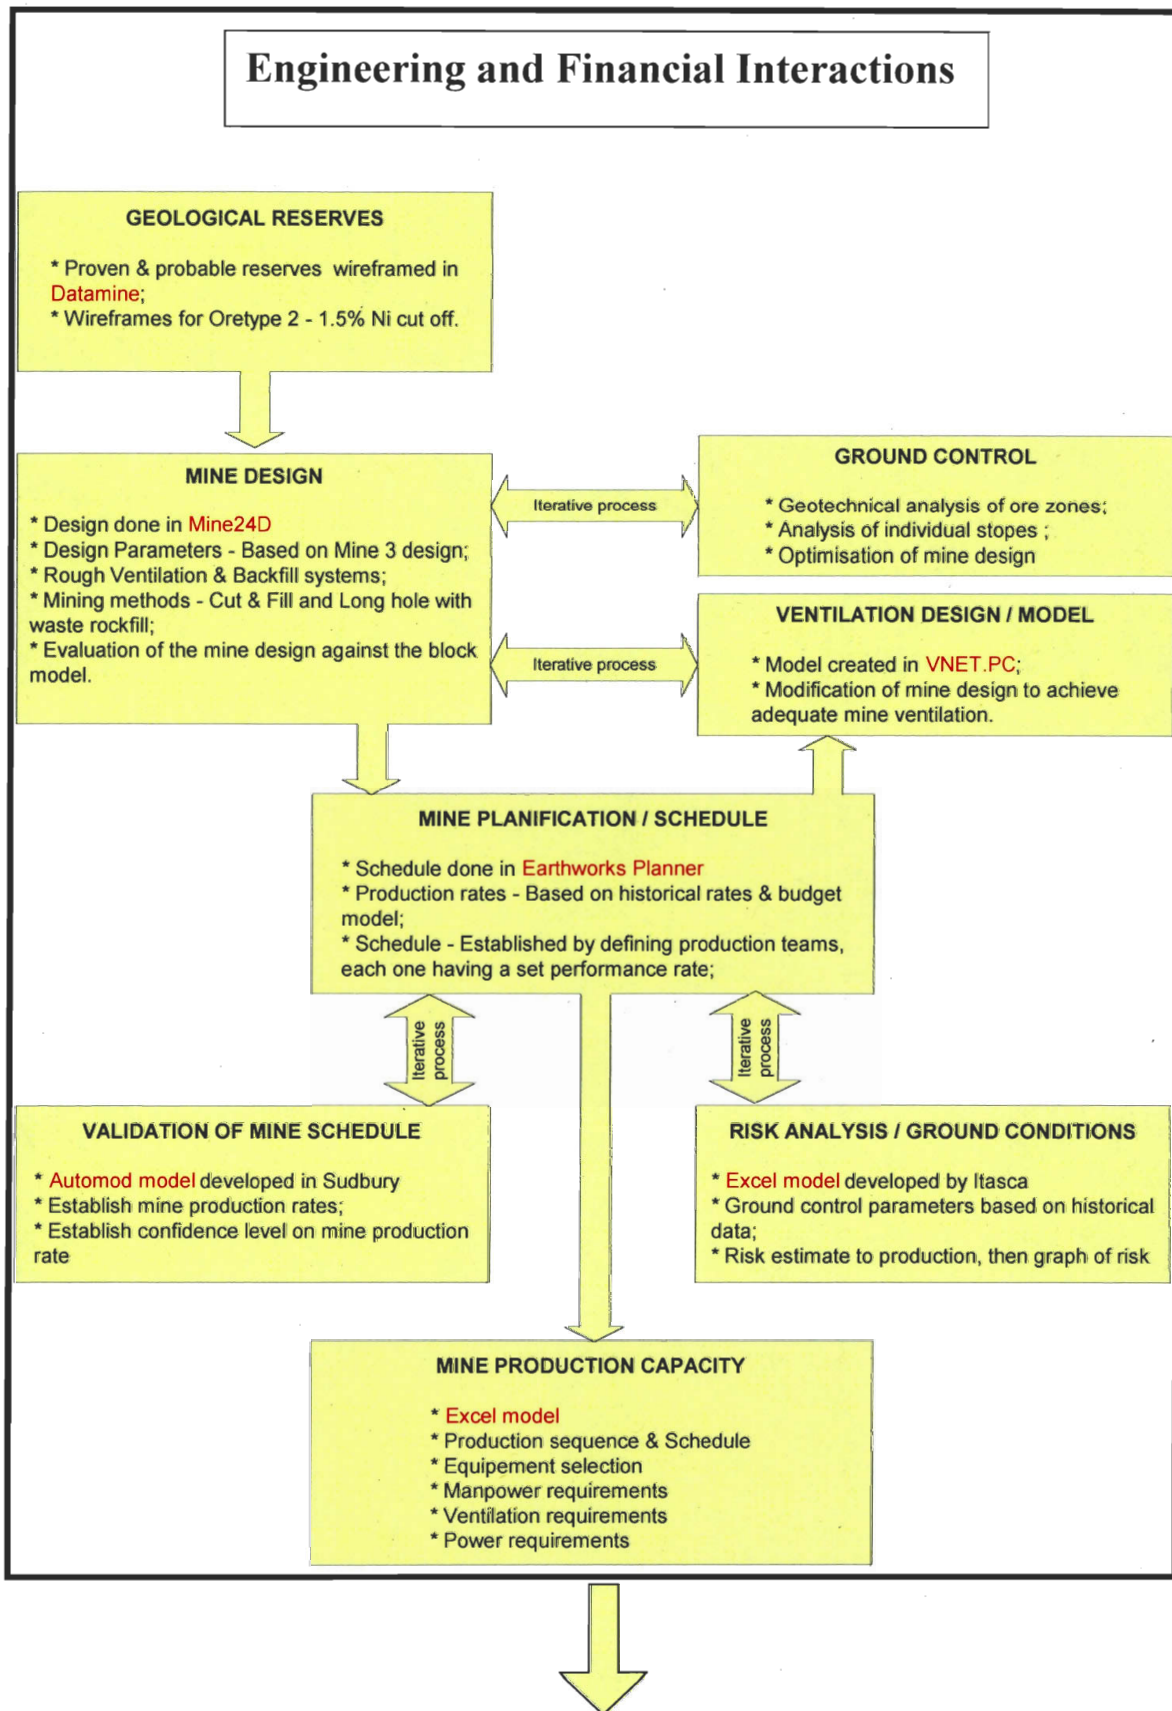 Engineering and Financial Interactions
GEOLOGICAL RESERVES
* Proven & probable reserves wireframed in
Datamine;
* Wireframes for Oretype 2 - 1.5% Ni cut off.
MINE DESIGN
* Design done in Mine24D
* Design Parameters - Based on Mine 3 design;
* Rough Ventilation & Backfill systems;
* Mining methods - Cut & Fill and Long hole with
waste rockfill;
* Evaluation of the mine design against the block
model.
Iterative process
GROUND CONTROL
* Geotechnical analysis of ore zones;
* Analysis of individual stopes ;
* Optimisation of mine design
Iterative process
VENTILATION DESIGN / MODEL
* Model created in VNET.PC;
* Modification of mine design to achieve
adequate mine ventilation.
MINE PLANIFICATION / SCHEDULE
* Schedule done in Earthworks Planner
* Production rates - Based on historical rates & budget
model;
* Schedule - Established by defining production teams,
each one having a set performance rate;
Iterative
process
Iterative
process
VALIDATION OF MINE SCHEDULE
* Automod model developed in Sudbury
* Establish mine production rates;
* Establish confidence level on mine production
rate
RISK ANALYSIS / GROUND CONDITIONS
* Excel model developed by Itasca
* Ground control parameters based on historical
data;
* Risk estimate to production, then graph of risk
MINE PRODUCTION CAPACITY
* Excel model
* Production sequence & Schedule
* Equipement selection
* Manpower requirements
* Ventilation requirements
* Power requirements